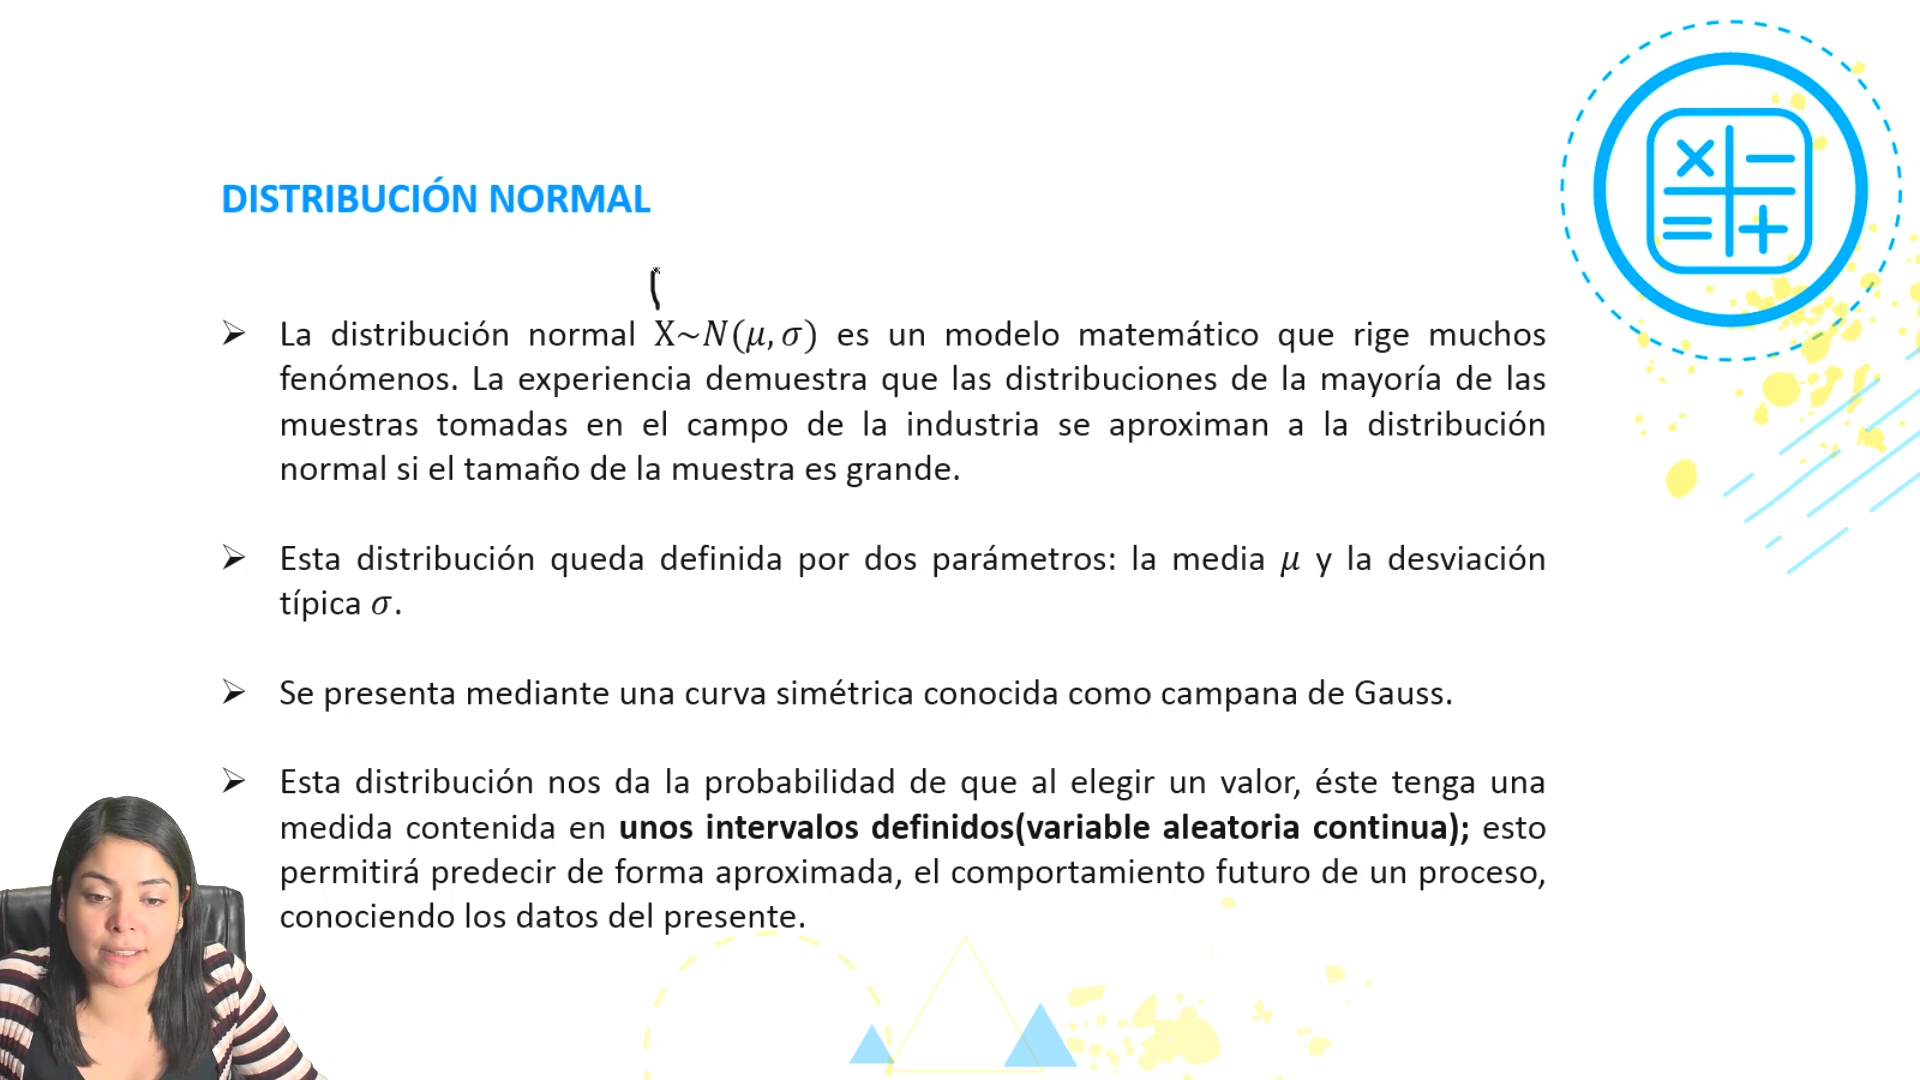 DISTRIBUCIÓN NORMAL
➢ La distribución normal X~N(μ, σ) es un modelo matemático que rige muchos
fenómenos. La experiencia demuestra que las distribuciones de la mayoría de las
muestras tomadas en el campo de la industria se aproximan a la distribución
normal si el tamaño de la muestra es grande.
➢ Esta distribución queda definida por dos parámetros: la media μ y la desviación
típica σ.
➢ Se presenta mediante una curva simétrica conocida como campana de Gauss.
➢ Esta distribución nos da la probabilidad de que al elegir un valor, éste tenga una
medida contenida en unos intervalos definidos(variable aleatoria continua); esto
permitirá predecir de forma aproximada, el comportamiento futuro de un proceso,
conociendo los datos del presente.